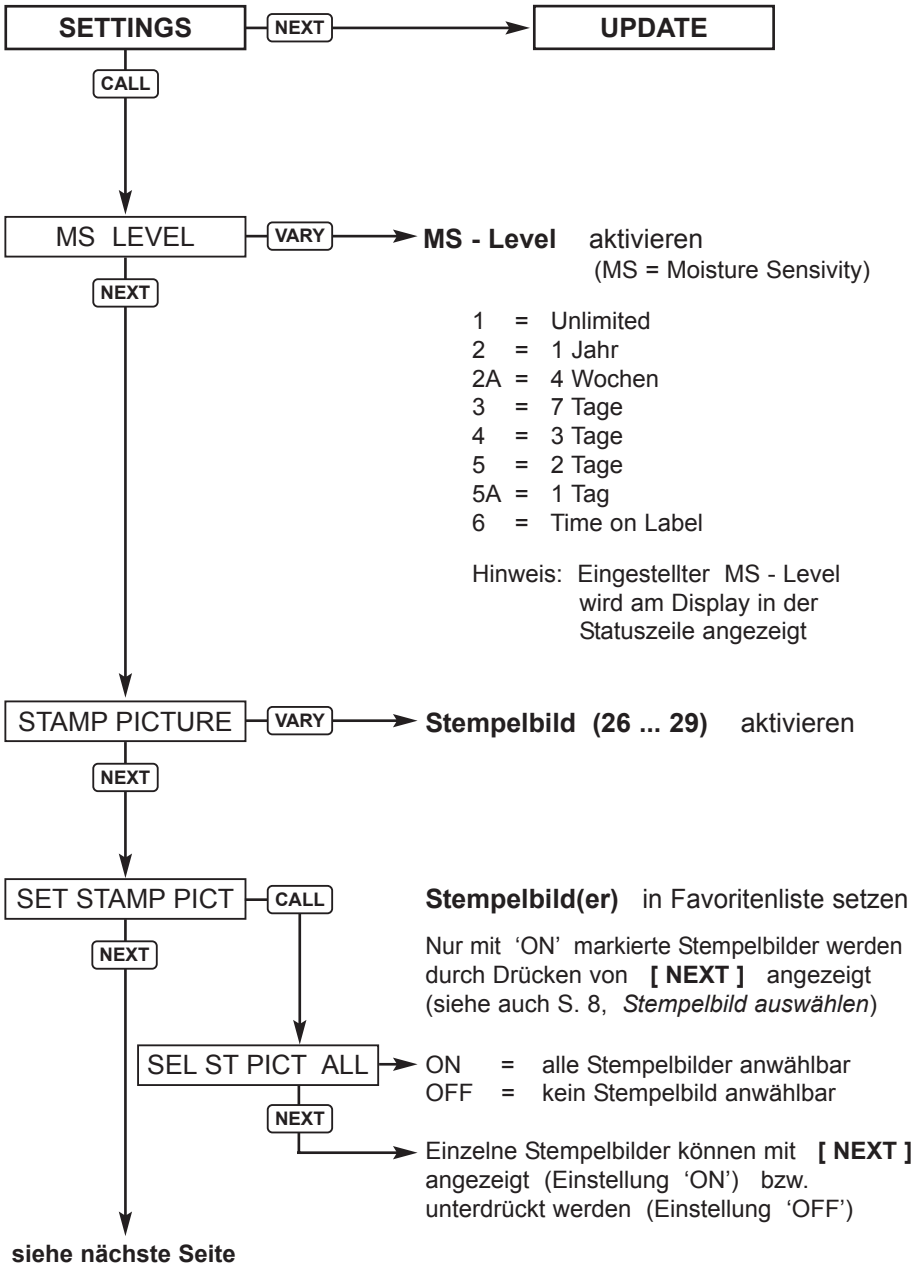 SETTINGS NEXT UPDATE
CALL
MS LEVEL VARY MS - Level aktivieren
(MS = Moisture Sensivity)
NEXT
1 = Unlimited
2 = 1 Jahr
2A = 4 Wochen
3 = 7 Tage
4 = 3 Tage
5 = 2 Tage
5A = 1 Tag
6 = Time on Label
Hinweis: Eingestellter MS - Level
wird am Display in der
Statuszeile angezeigt
STAMP PICTURE VARY Stempelbild (26 ... 29) aktivieren
NEXT
SET STAMP PICT CALL Stempelbild(er) in Favoritenliste setzen
NEXT
Nur mit ‘ON’ markierte Stempelbilder werden
durch Drücken von [ NEXT ] angezeigt
(siehe auch S. 8, Stempelbild auswählen)
SEL ST PICT ALL ON = alle Stempelbilder anwählbar
OFF = kein Stempelbild anwählbar
NEXT
Einzelne Stempelbilder können mit [ NEXT ]
angezeigt (Einstellung ‘ON’) bzw.
unterdrückt werden (Einstellung ‘OFF’)
siehe nächste Seite